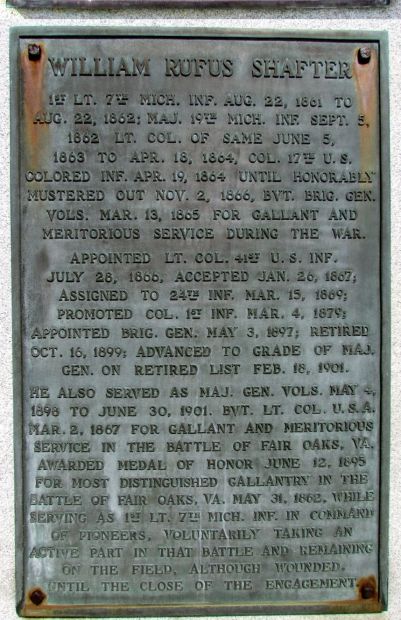 WILLIAM RUFUS SHAFTER
1ST LT. 7TH MICH. INF. AUG. 22, 1861 TO
AUG. 22, 1862; MAJ. 19TH MICH. INF. SEPT. 5,
1862 LT. COL. OF SAME JUNE 5,
1863 TO APR. 18, 1864, COL. 17TH U.S.
COLORED INF. APR. 19, 1864 UNTIL HONORABLY
MUSTERED OUT NOV. 2, 1866, BVT. BRIG. GEN.
VOLS. MAR. 13, 1865 FOR GALLANT AND
MERITORIOUS SERVICE DURING THE WAR.
APPOINTED LT. COL. 41ST U.S. INF.
JULY 28, 1866, ACCEPTED JAN. 26, 1867;
ASSIGNED TO 24TH INF. MAR. 15, 1869;
PROMOTED COL. 1ST INF. MAR. 4, 1879;
APPOINTED BRIG. GEN. MAY 3, 1897; RETIRED
OCT. 16, 1899; ADVANCED TO GRADE OF MAJ.
GEN. ON RETIRED LIST FEB. 18, 1901.
HE ALSO SERVED AS MAJ. GEN. VOLS. MAY 4,
1898 TO JUNE 30, 1901. BVT. LT. COL. U.S.A.
MAR. 2, 1867 FOR GALLANT AND MERITORIOUS
SERVICE IN THE BATTLE OF FAIR OAKS, VA.
AWARDED MEDAL OF HONOR JUNE 12, 1895
FOR MOST DISTINGUISHED GALLANTRY IN THE
BATTLE OF FAIR OAKS, VA. MAY 31, 1862, WHILE
SERVING AS 1ST LT. 7TH MICH. INF. IN COMMAND
OF PIONEERS, VOLUNTARILY TAKING AN
ACTIVE PART IN THAT BATTLE AND REMAINING
ON THE FIELD, ALTHOUGH WOUNDED,
UNTIL THE CLOSE OF THE ENGAGEMENT.